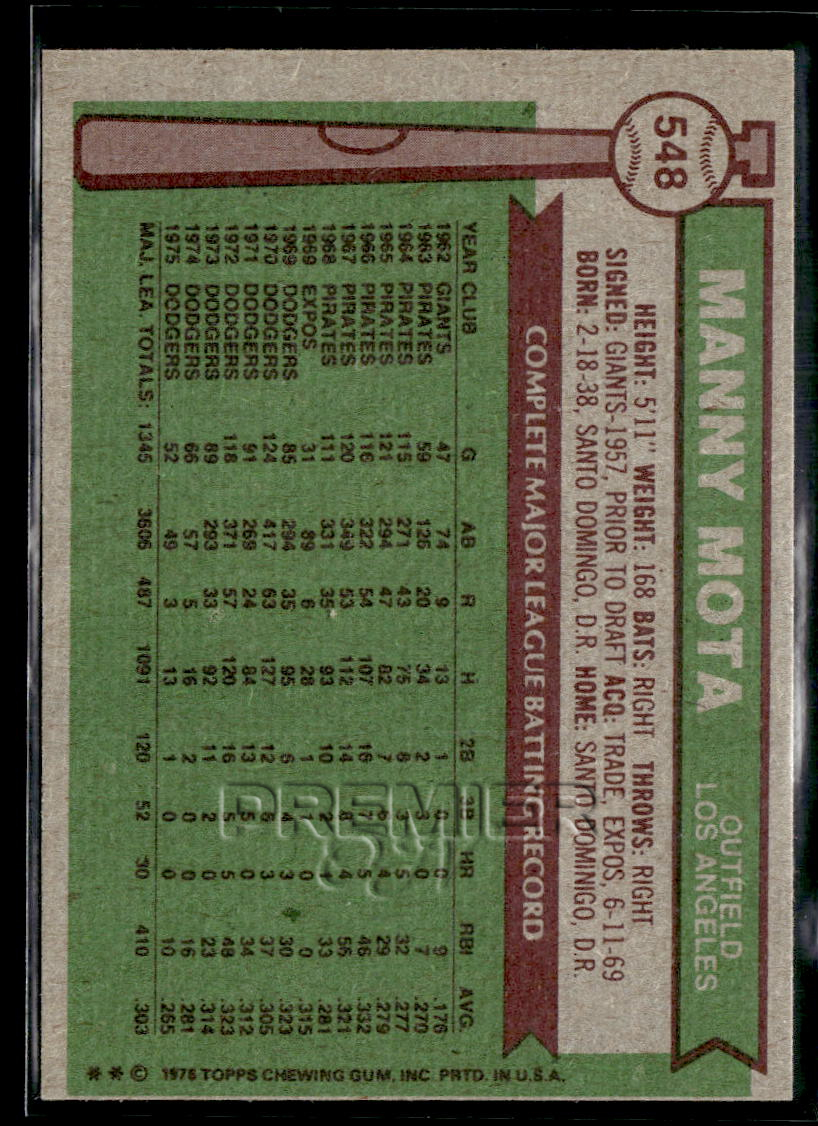 548
MANNY MOTA
OUTFIELD
LOS ANGELES
HEIGHT: 5'11" WEIGHT: 168 BATS: RIGHT THROWS: RIGHT
SIGNED: GIANTS-1957, PRIOR TO DRAFT ACQ: TRADE, EXPOS, 6-11-69
BORN: 2-18-38, SANTO DOMINGO, D.R. HOME: SANTO DOMINIGO, D.R.
COMPLETE MAJOR LEAGUE BATTING RECORD
YEAR CLUB G AB R H 2B 3B HR RBI AVG.
1962 GIANTS 47 74 9 13 1 0 0 9 .176
1963 PIRATES 59 126 20 34 2 3 0 7 .270
1964 PIRATES 115 271 43 75 8 3 5 32 .277
1965 PIRATES 121 294 47 82 7 6 4 29 .279
1966 PIRATES 116 322 54 107 16 7 5 46 .332
1967 PIRATES 120 349 53 112 14 8 4 56 .321
1968 PIRATES 111 331 35 93 10 2 1 33 .281
1969 EXPOS 31 89 6 28 1 1 0 0 .315
1969 DODGERS 85 294 35 95 6 4 3 30 .323
1970 DODGERS 124 417 63 127 12 6 3 37 .305
1971 DODGERS 91 269 24 84 13 5 0 34 .312
1972 DODGERS 118 371 57 120 16 5 5 48 .323
1973 DODGERS 89 293 33 92 11 2 0 23 .314
1974 DODGERS 66 57 5 16 2 0 0 16 .281
1975 DODGERS 52 49 3 13 1 0 0 10 .265
MAJ. LEA TOTALS: 1345 3606 487 1091 120 52 30 410 .303
** © 1976 TOPPS CHEWING GUM, INC. PRTD. IN U.S.A.
PREMIER